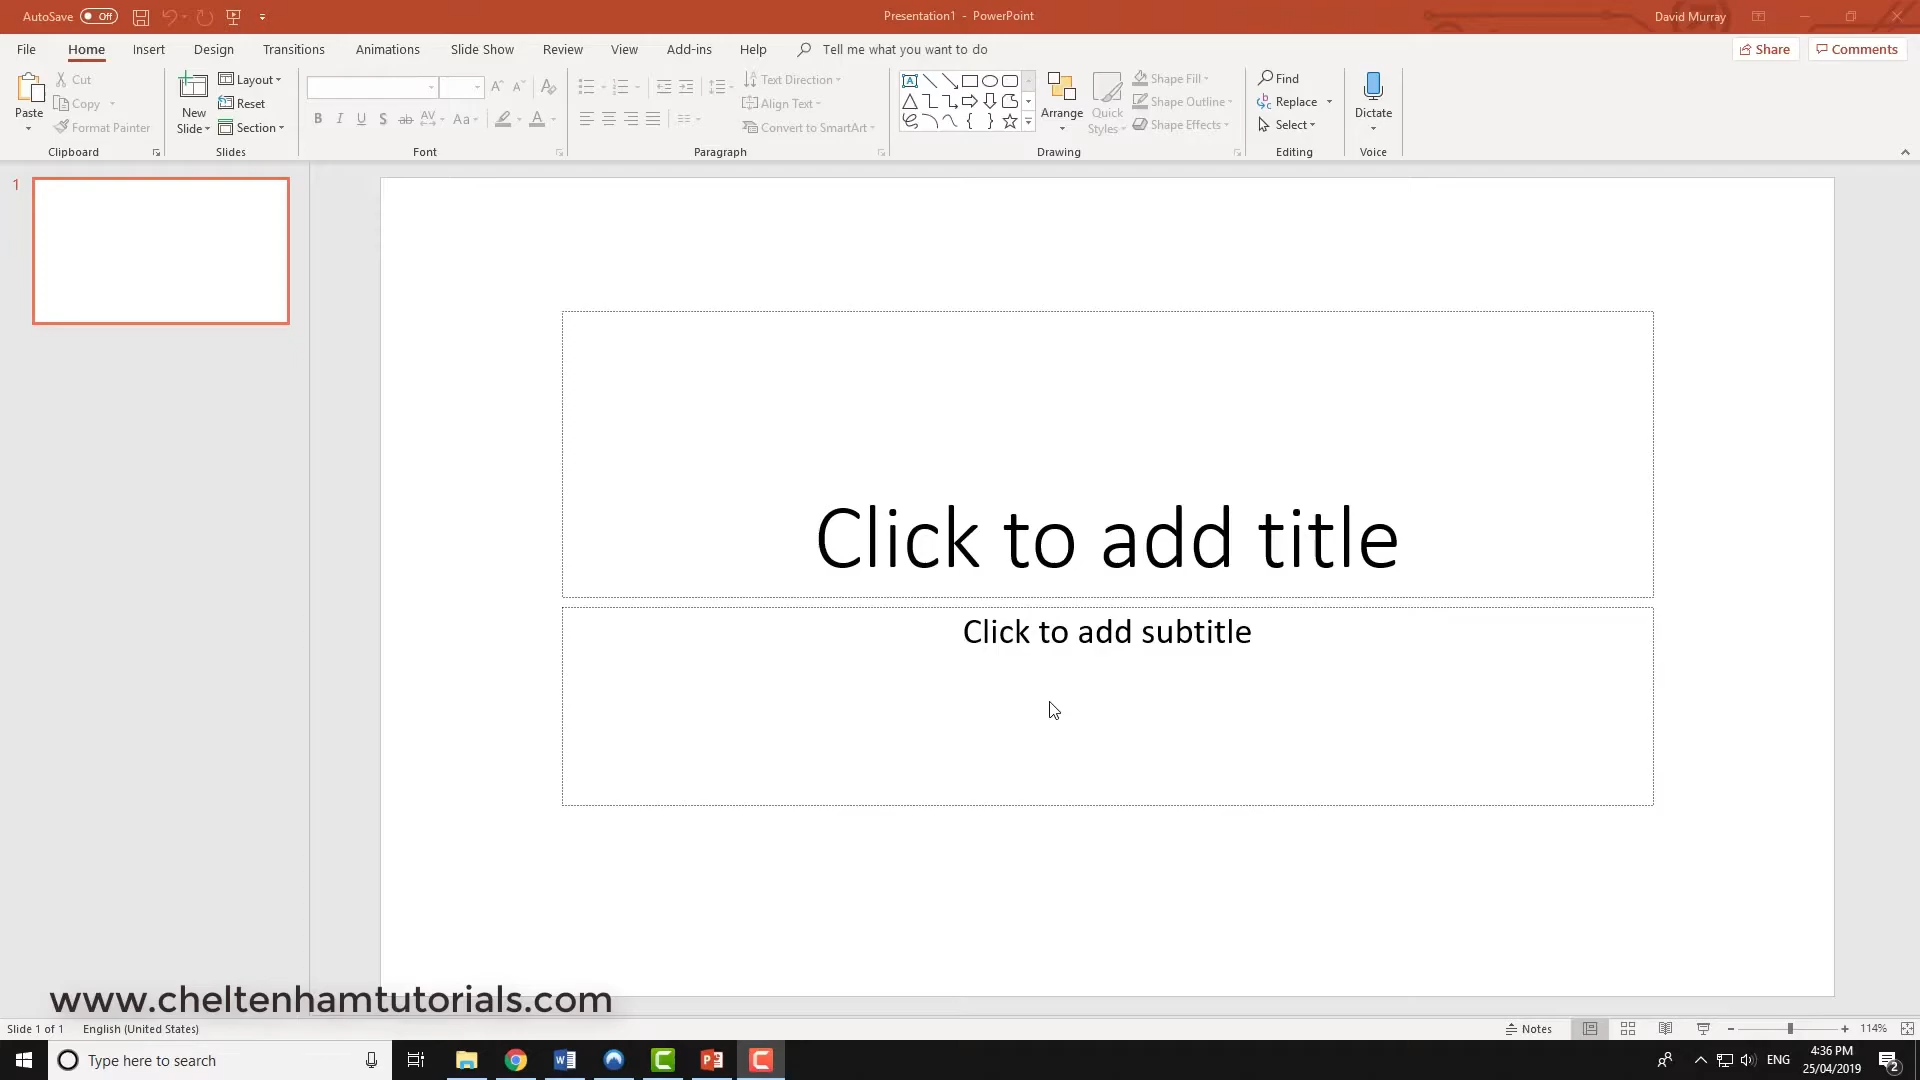 AutoSave Off
Presentation1 - PowerPoint
David Murray
File Home Insert Design Transitions Animations Slide Show Review View Add-ins Help Tell me what you want to do
Share Comments
Paste
Cut
Copy
Format Painter
Clipboard
New Slide
Layout
Reset
Section
Slides
B I U S ab AV Aa A
Font
Text Direction
Align Text
Convert to SmartArt
Paragraph
Arrange
Quick Styles
Shape Fill
Shape Outline
Shape Effects
Drawing
Find
Replace
Select
Editing
Dictate
Voice
1
Click to add title
Click to add subtitle
www.cheltenhamtutorials.com
Slide 1 of 1 English (United States)
Notes
114%
Type here to search
ENG
4:36 PM
25/04/2019
2